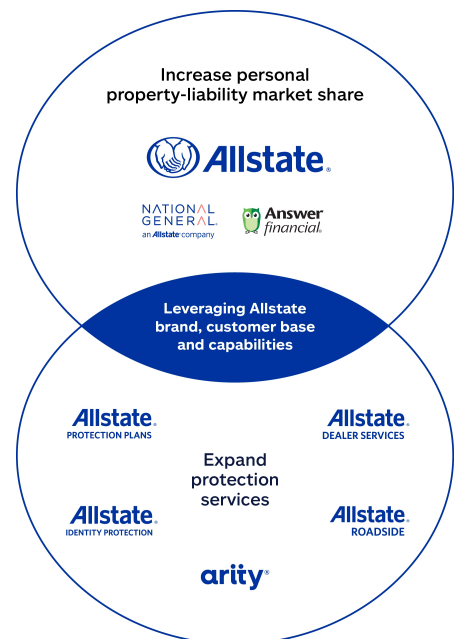 Increase personal
property-liability market share
Allstate®
NATIONAL
GENERAL®
an Allstate company
Answer
financial®
Leveraging Allstate
brand, customer base
and capabilities
Allstate®
PROTECTION PLANS
Allstate®
DEALER SERVICES
Expand
protection
services
Allstate®
IDENTITY PROTECTION
Allstate®
ROADSIDE
arity®